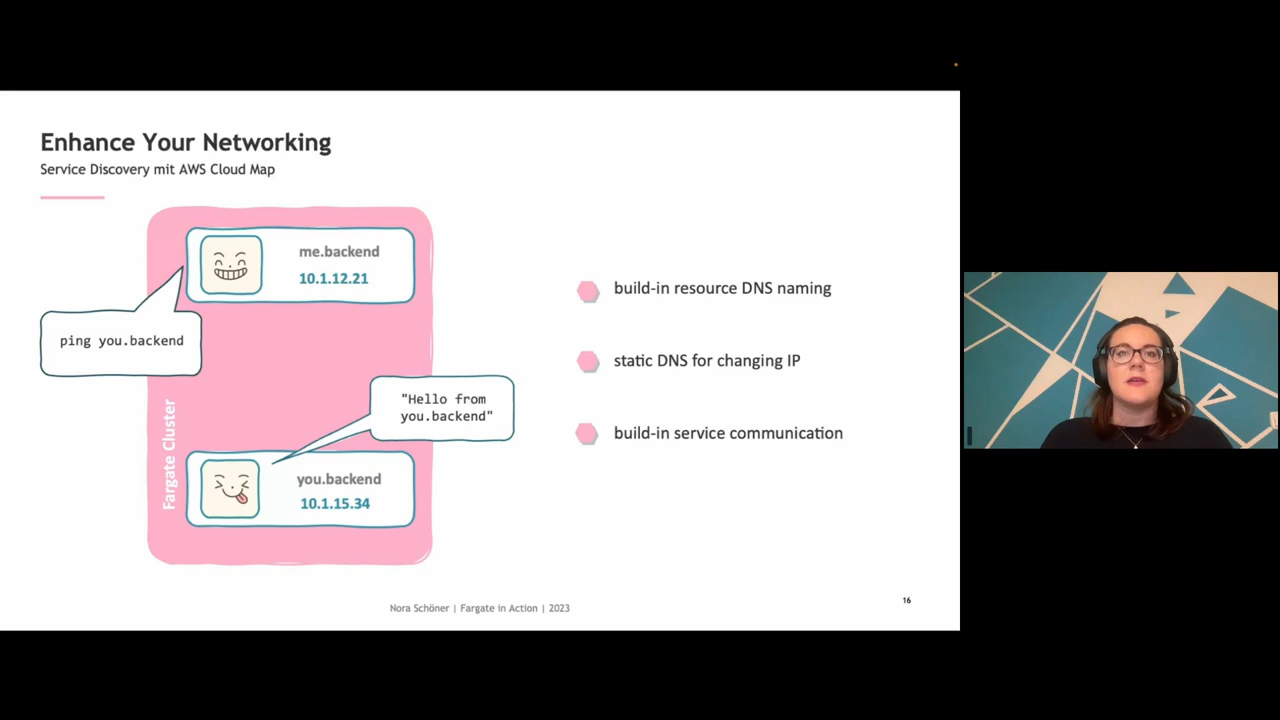 Enhance Your Networking
Service Discovery mit AWS Cloud Map
me.backend
10.1.12.21
ping you.backend
"Hello from
you.backend"
Fargate Cluster
you.backend
10.1.15.34
build-in resource DNS naming
static DNS for changing IP
build-in service communication
Nora Schöner | Fargate in Action | 2023
16